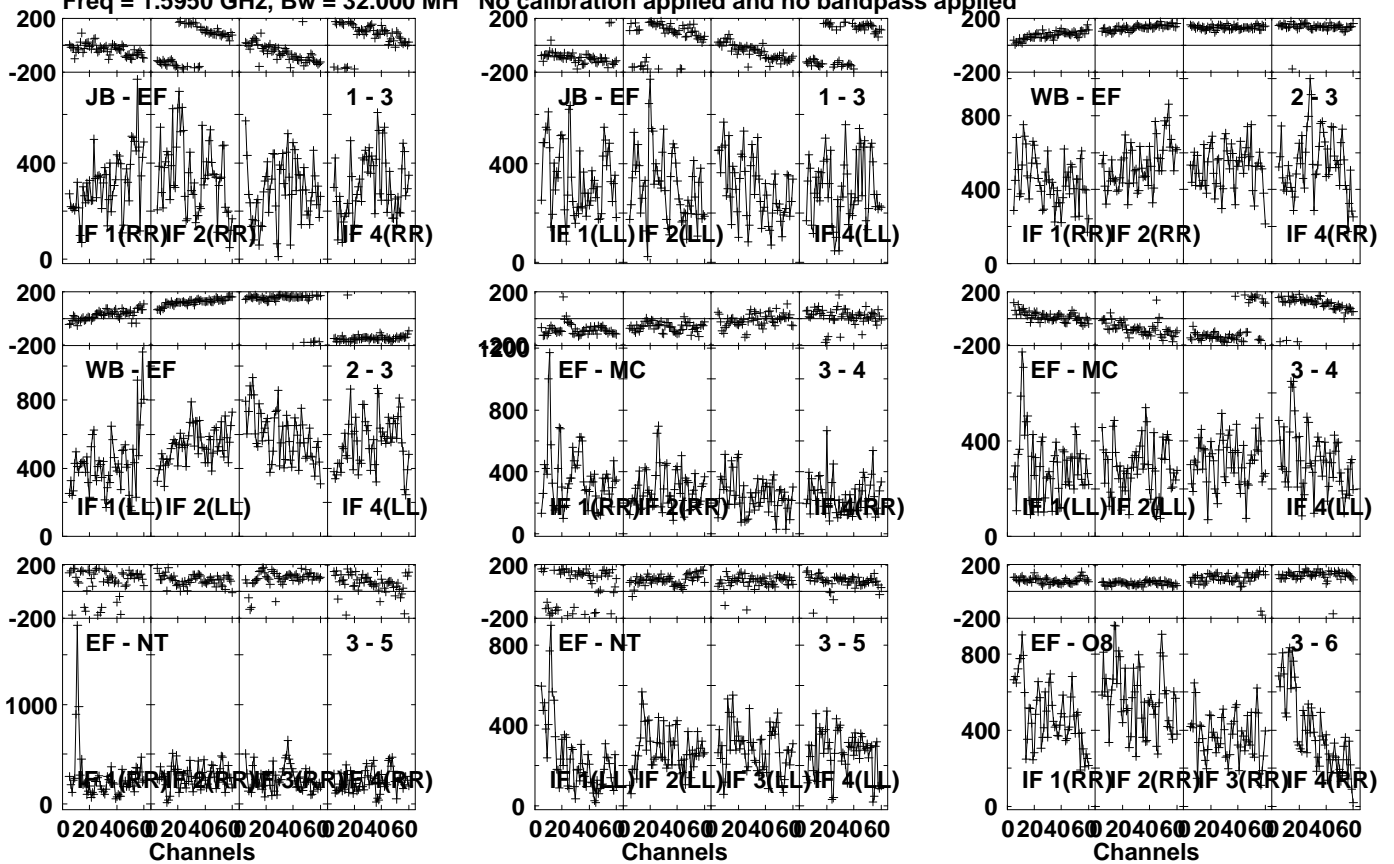 Freq = 1.5950 GHz, Bw = 32.000 MH No calibration applied and no bandpass applied
200 200 200
-200 -200 -200
JB - EF 1 - 3 JB - EF 1 - 3 WB - EF 2 - 3
800
400 400 400
IF 1(RR) IF 2(RR) IF 4(RR) IF 1(LL) IF 2(LL) IF 4(LL) IF 1(RR) IF 2(RR) IF 4(RR)
0 0 0
200 200 200
-200 -200 -200
1200
WB - EF 2 - 3 EF - MC 3 - 4 EF - MC 3 - 4
800 800
400 400 400
IF 1(LL) IF 2(LL) IF 4(LL) IF 1(RR) IF 2(RR) IF 4(RR) IF 1(LL) IF 2(LL) IF 4(LL)
0 0 0
200 200 200
-200 -200 -200
EF - NT 3 - 5 EF - NT 3 - 5 EF - O8 3 - 6
800 800
1000
400 400
IF 1(RR) IF 2(RR) IF 3(RR) IF 4(RR) IF 1(LL) IF 2(LL) IF 3(LL) IF 4(LL) IF 1(RR) IF 2(RR) IF 3(RR) IF 4(RR)
0 0 0
0 20 40 60 0 20 40 60 0 20 40 60 0 20 40 60 0 20 40 60 0 20 40 60 0 20 40 60 0 20 40 60 0 20 40 60 0 20 40 60 0 20 40 60 0 20 40 60
Channels Channels Channels